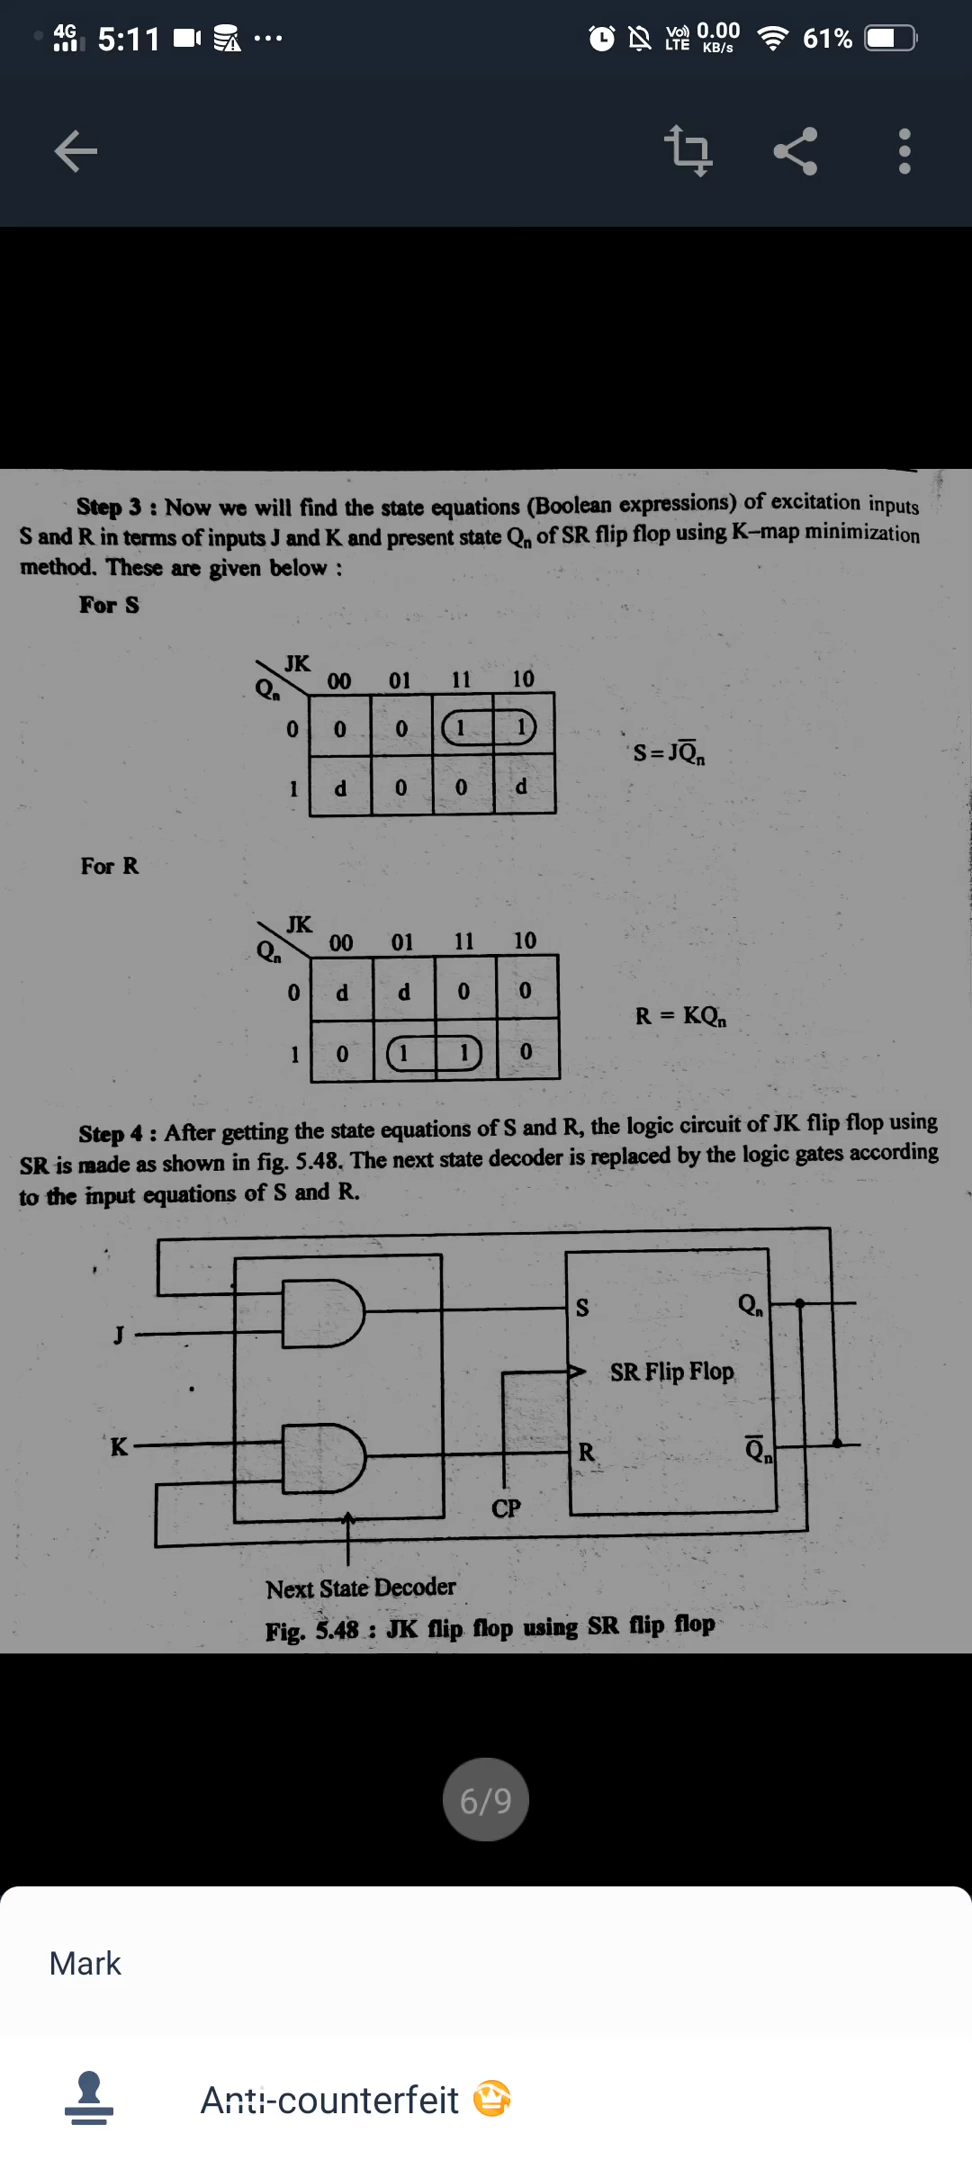 4G 5:11 ... Vo) LTE 0.00 KB/s 61%
Step 3 : Now we will find the state equations (Boolean expressions) of excitation inputs
S and R in terms of inputs J and K and present state Qn of SR flip flop using K-map minimization
method. These are given below :
For S
JK
Qn 00 01 11 10
0 0 0 1 1
S = JQ̅n
1 d 0 0 d
For R
JK
Qn 00 01 11 10
0 d d 0 0
R = KQn
1 0 1 1 0
Step 4 : After getting the state equations of S and R, the logic circuit of JK flip flop using
SR is made as shown in fig. 5.48. The next state decoder is replaced by the logic gates according
to the input equations of S and R.
S Qn
J
SR Flip Flop
K R Q̅n
CP
Next State Decoder
Fig. 5.48 : JK flip flop using SR flip flop
6/9
Mark
Anti-counterfeit